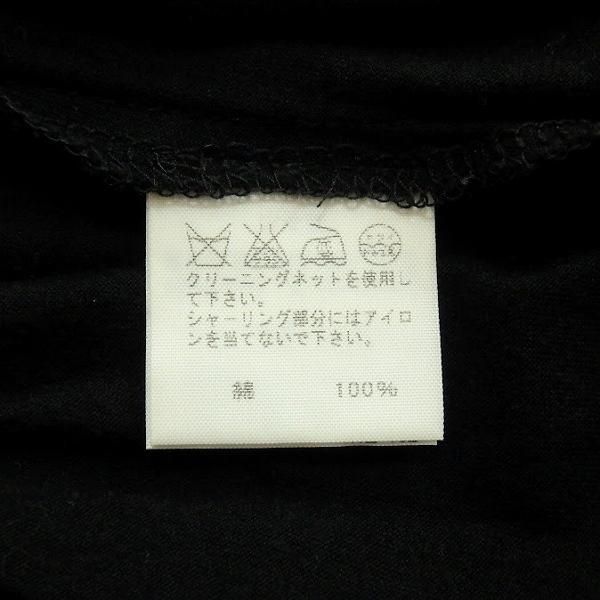 クリーニングネットを使用し
て下さい。
シャーリング部分にはアイロ
ンを当てないで下さい。
綿 100%